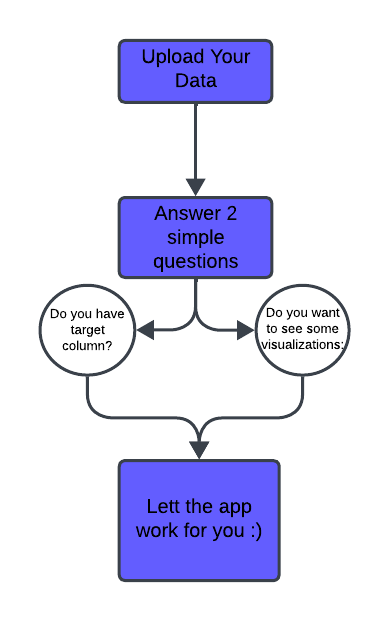 Upload Your
Data
Answer 2
simple
questions
Do you have
target
column?
Do you want
to see some
visualizations:
Lett the app
work for you :)